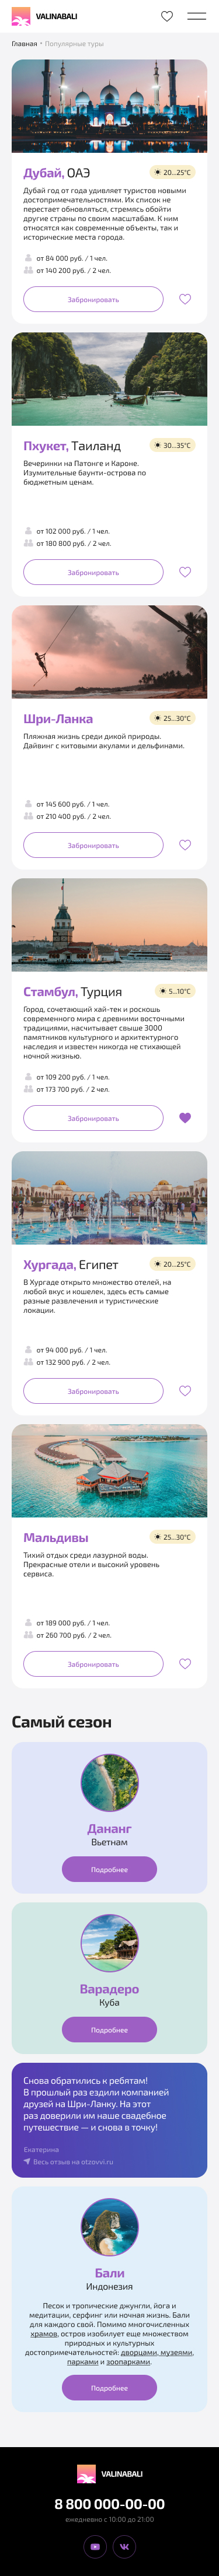 VALINABALI
Главная • Популярные туры
Дубай, ОАЭ
20...25°C
Дубай год от года удивляет туристов новыми
достопримечательностями. Их список не
перестает обновляться, стремясь обойти
другие страны по своим масштабам. К ним
относятся как современные объекты, так и
исторические места города.
от 84 000 руб. / 1 чел.
от 140 200 руб. / 2 чел.
Забронировать
Пхукет, Таиланд
30...35°C
Вечеринки на Патонге и Кароне.
Изумительные баунти-острова по
бюджетным ценам.
от 102 000 руб. / 1 чел.
от 180 800 руб. / 2 чел.
Забронировать
Шри-Ланка
25...30°C
Пляжная жизнь среди дикой природы.
Дайвинг с китовыми акулами и дельфинами.
от 145 600 руб. / 1 чел.
от 210 400 руб. / 2 чел.
Забронировать
Стамбул, Турция
5...10°C
Город, сочетающий хай-тек и роскошь
современного мира с древними восточными
традициями, насчитывает свыше 3000
памятников культурного и архитектурного
наследия и известен никогда не стихающей
ночной жизнью.
от 109 200 руб. / 1 чел.
от 173 700 руб. / 2 чел.
Забронировать
Хургада, Египет
20...25°C
В Хургаде открыто множество отелей, на
любой вкус и кошелек, здесь есть самые
разные развлечения и туристические
локации.
от 94 000 руб. / 1 чел.
от 132 900 руб. / 2 чел.
Забронировать
Мальдивы
25...30°C
Тихий отдых среди лазурной воды.
Прекрасные отели и высокий уровень
сервиса.
от 189 000 руб. / 1 чел.
от 260 700 руб. / 2 чел.
Забронировать
Самый сезон
Дананг
Вьетнам
Подробнее
Варадеро
Куба
Подробнее
Снова обратились к ребятам!
В прошлый раз ездили компанией
друзей на Шри-Ланку. На этот
раз доверили им наше свадебное
путешествие — и снова в точку!
Екатерина
Весь отзыв на otzovvi.ru
Бали
Индонезия
Песок и тропические джунгли, йога и
медитации, серфинг или ночная жизнь. Бали
для каждого свой. Помимо многочисленных
храмов, остров изобилует еще множеством
природных и культурных
достопримечательностей: дворцами, музеями,
парками и зоопарками.
Подробнее
VALINABALI
8 800 000-00-00
ежедневно с 10:00 до 21:00